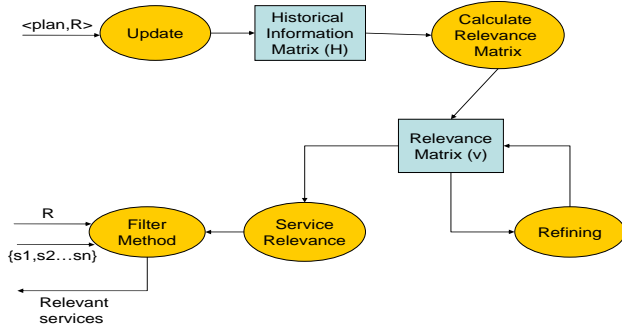 <plan,R>
Update
Historical
Information
Matrix (H)
Calculate
Relevance
Matrix
Relevance
Matrix (v)
R
{s1,s2...sn}
Filter
Method
Service
Relevance
Refining
Relevant
services